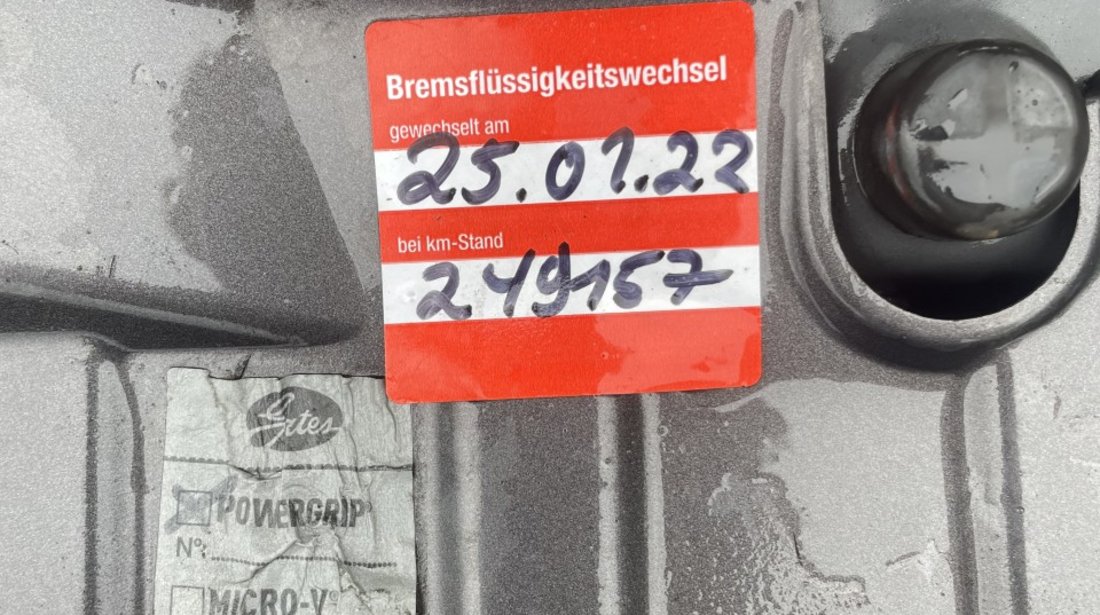 Bremsflüssigkeitswechsel
gewechselt am
25.01.22
bei km-Stand
249157
Gates
POWERGRIP®
Nº:
MICRO-V®